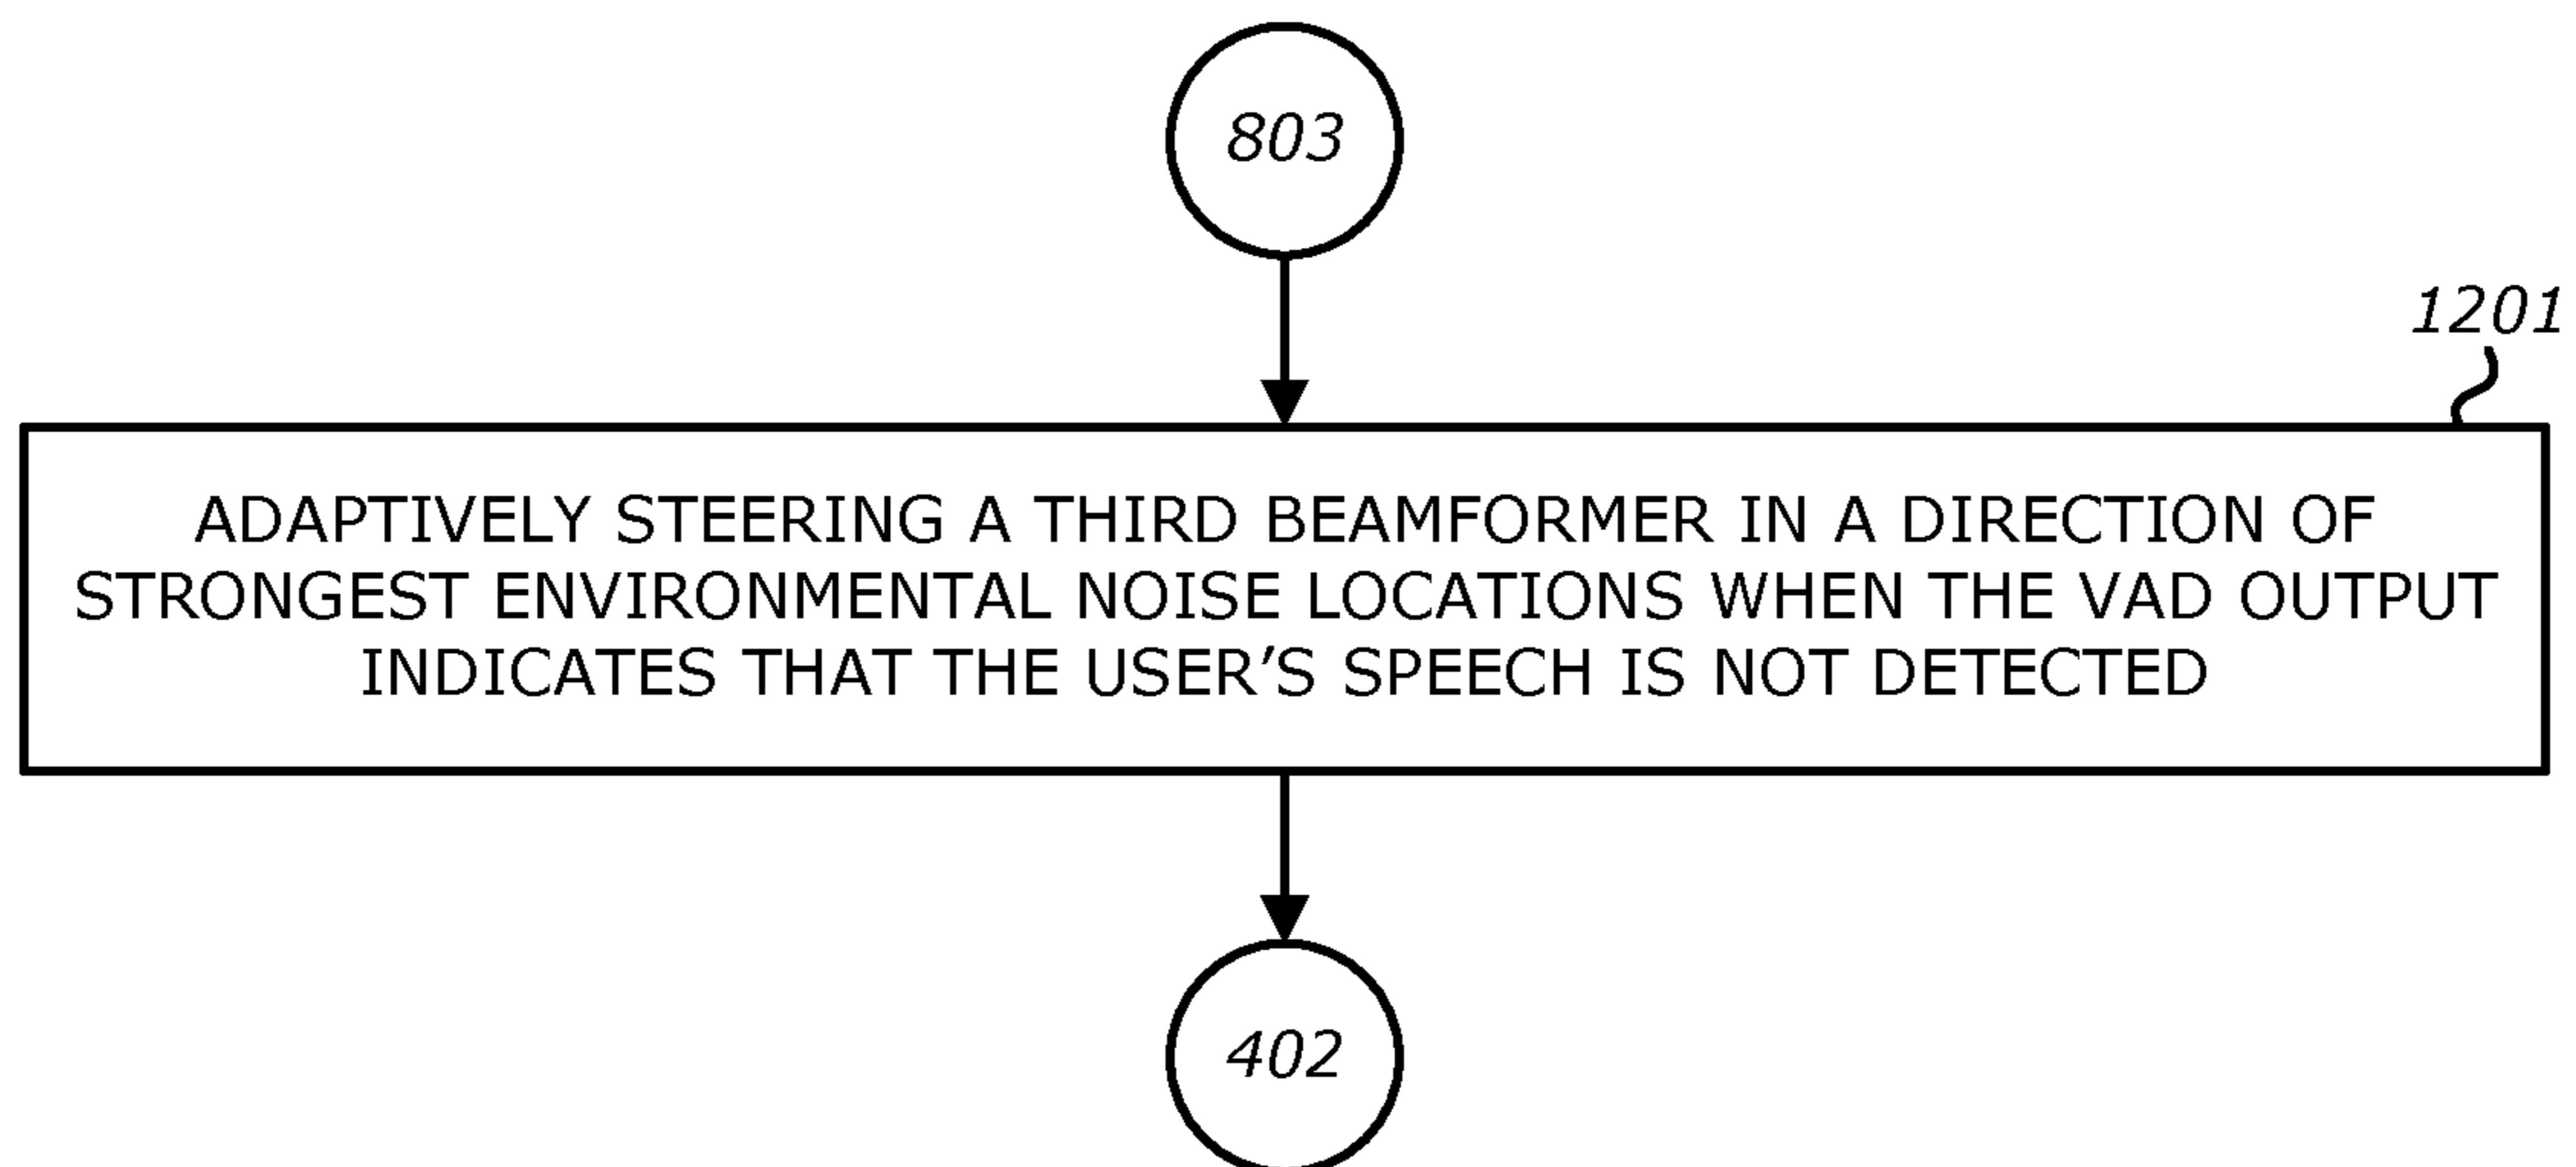 803
1201
ADAPTIVELY STEERING A THIRD BEAMFORMER IN A DIRECTION OF
STRONGEST ENVIRONMENTAL NOISE LOCATIONS WHEN THE VAD OUTPUT
INDICATES THAT THE USER’S SPEECH IS NOT DETECTED
402